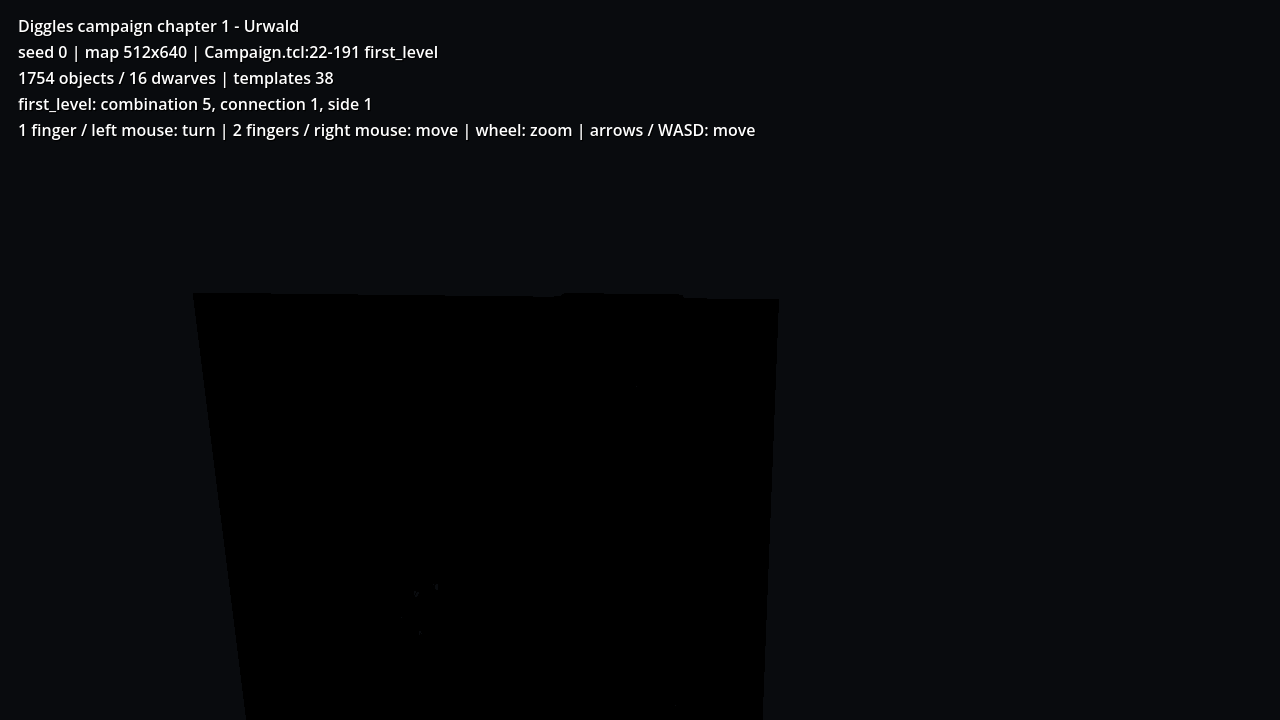 Diggles campaign chapter 1 - Urwald
seed 0 | map 512x640 | Campaign.tcl:22-191 first_level
1754 objects / 16 dwarves | templates 38
first_level: combination 5, connection 1, side 1
1 finger / left mouse: turn | 2 fingers / right mouse: move | wheel: zoom | arrows / WASD: move